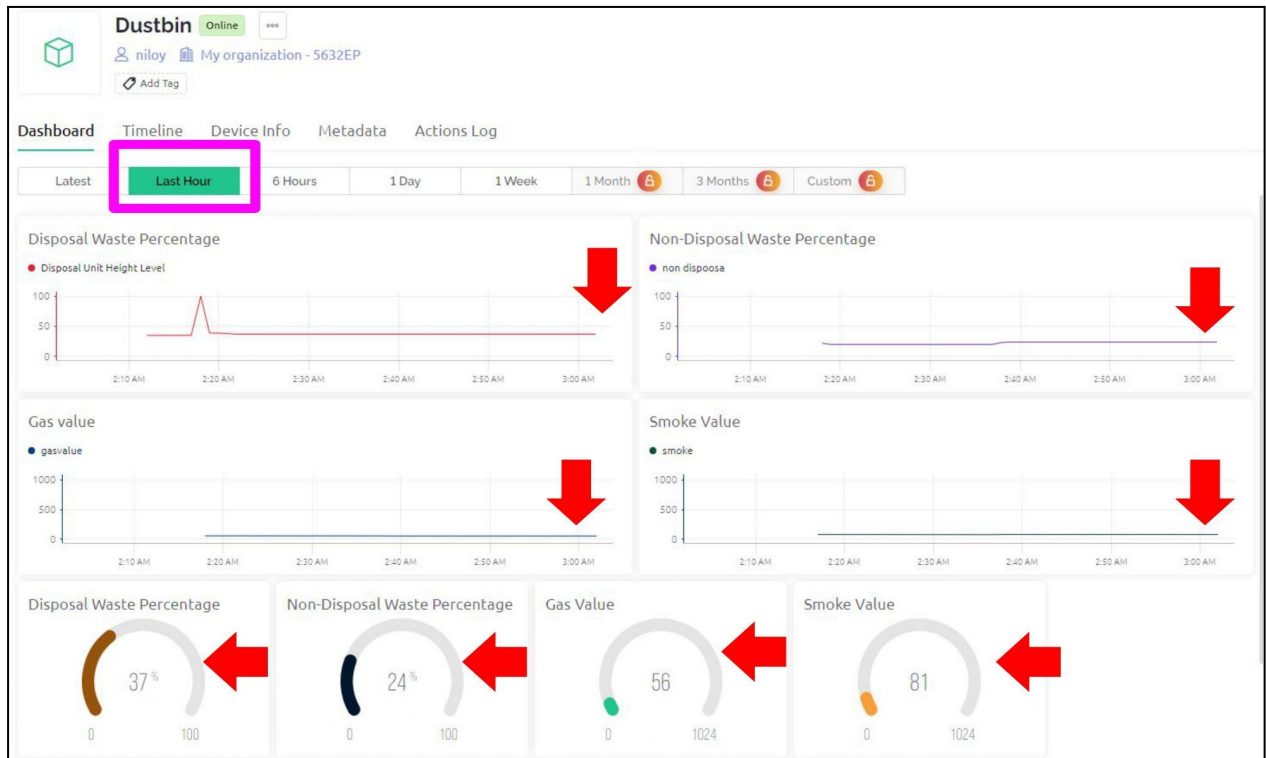 Dustbin Online
niloy My organization - 5632EP
Add Tag
Dashboard Timeline Device Info Metadata Actions Log
Latest Last Hour 6 Hours 1 Day 1 Week 1 Month 3 Months Custom
Disposal Waste Percentage
Disposal Unit Height Level
100
50
0
2:10 AM 2:20 AM 2:30 AM 2:40 AM 2:50 AM 3:00 AM
Non-Disposal Waste Percentage
non dispoosa
100
50
0
2:10 AM 2:20 AM 2:30 AM 2:40 AM 2:50 AM 3:00 AM
Gas value
gasvalue
1000
500
0
2:10 AM 2:20 AM 2:30 AM 2:40 AM 2:50 AM 3:00 AM
Smoke Value
smoke
1000
500
0
2:10 AM 2:20 AM 2:30 AM 2:40 AM 2:50 AM 3:00 AM
Disposal Waste Percentage
37 %
0 100
Non-Disposal Waste Percentage
24 %
0 100
Gas Value
56
0 1024
Smoke Value
81
0 1024